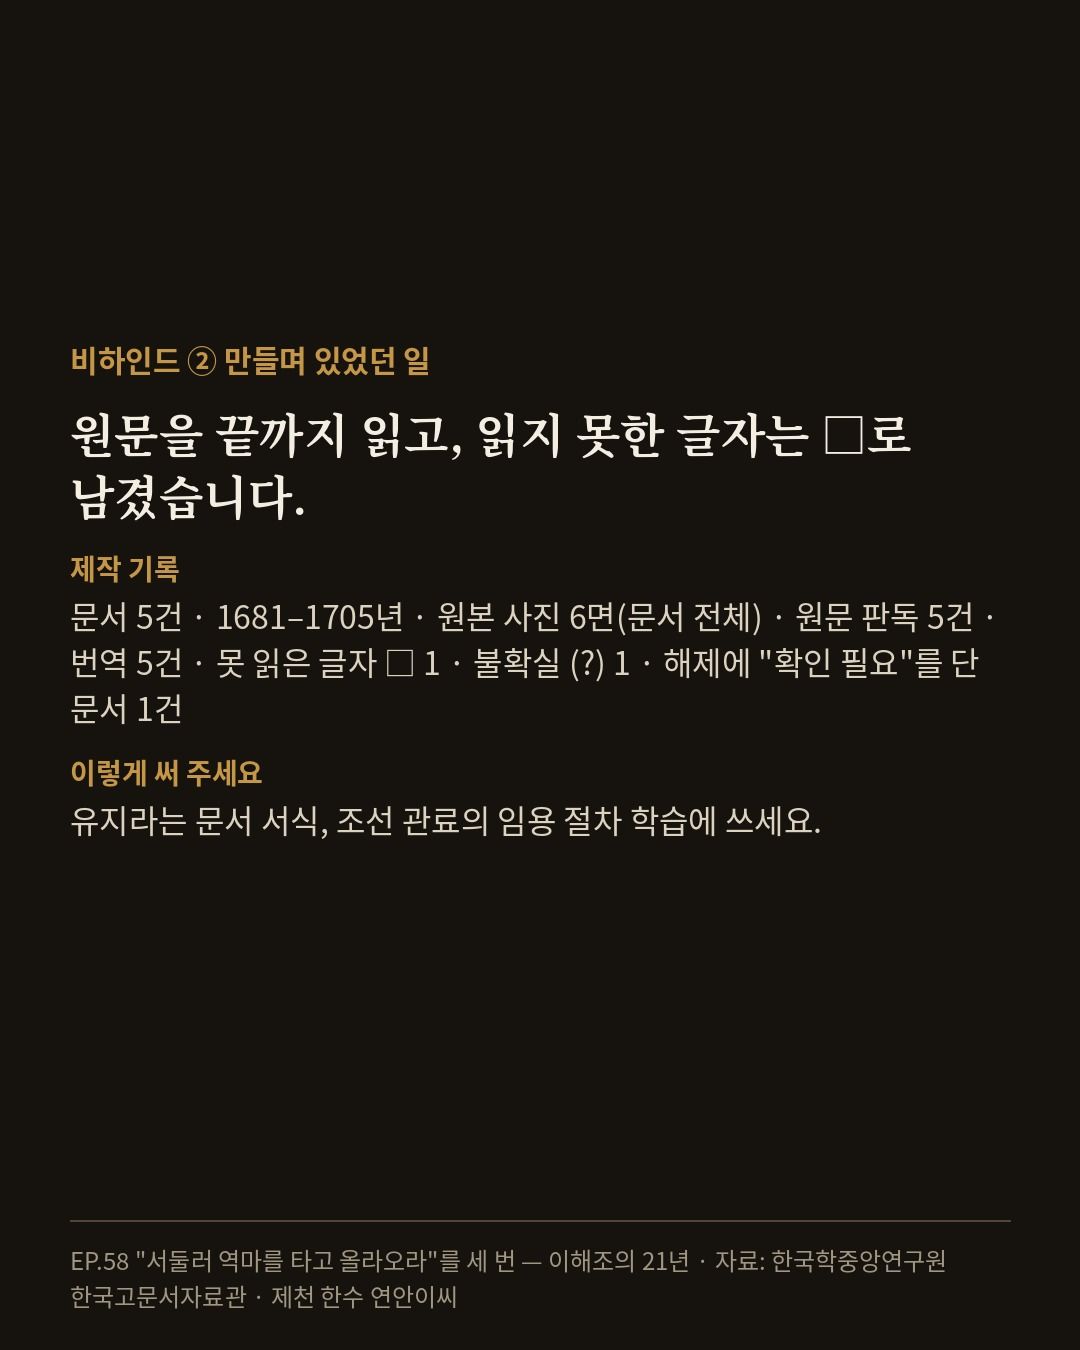 비하인드 ② 만들며 있었던 일
원문을 끝까지 읽고, 읽지 못한 글자는 □로
남겼습니다.
제작 기록
문서 5건 · 1681–1705년 · 원본 사진 6면(문서 전체) · 원문 판독 5건 ·
번역 5건 · 못 읽은 글자 □ 1 · 불확실 (?) 1 · 해제에 "확인 필요"를 단
문서 1건
이렇게 써 주세요
유지라는 문서 서식, 조선 관료의 임용 절차 학습에 쓰세요.
EP.58 "서둘러 역마를 타고 올라오라"를 세 번 — 이해조의 21년 · 자료: 한국학중앙연구원
한국고문서자료관 · 제천 한수 연안이씨